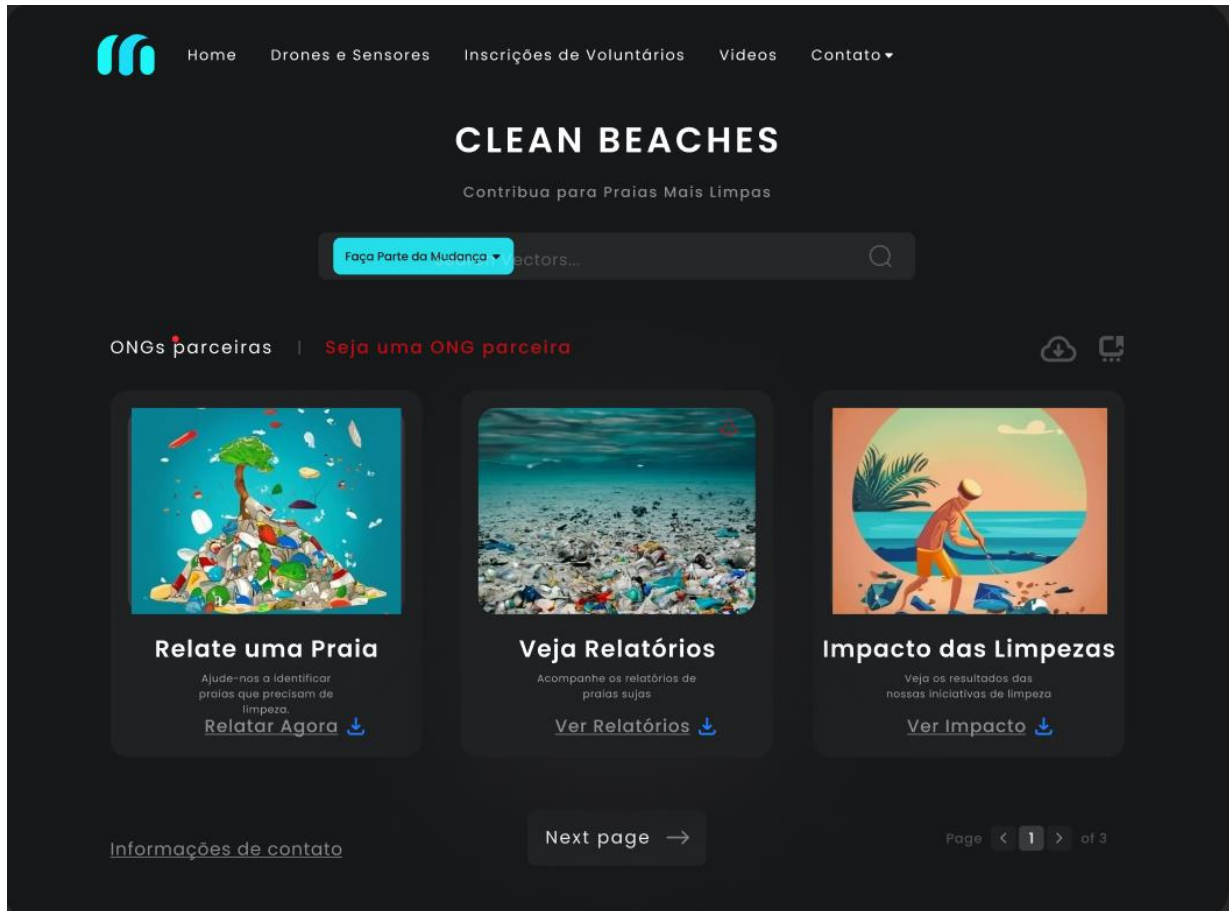 Home Drones e Sensores Inscrições de Voluntários Videos Contato
CLEAN BEACHES
Contribua para Praias Mais Limpas
Faça Parte da Mudança
ectors...
ONGs parceiras | Seja uma ONG parceira
Relate uma Praia
Ajude-nos a identificar
praias que precisam de
limpeza.
Relatar Agora
Veja Relatórios
Acompanhe os relatórios de
praias sujas
Ver Relatórios
Impacto das Limpezas
Veja os resultados das
nossas iniciativas de limpeza
Ver Impacto
Informações de contato
Next page →
Page < 1 > of 3